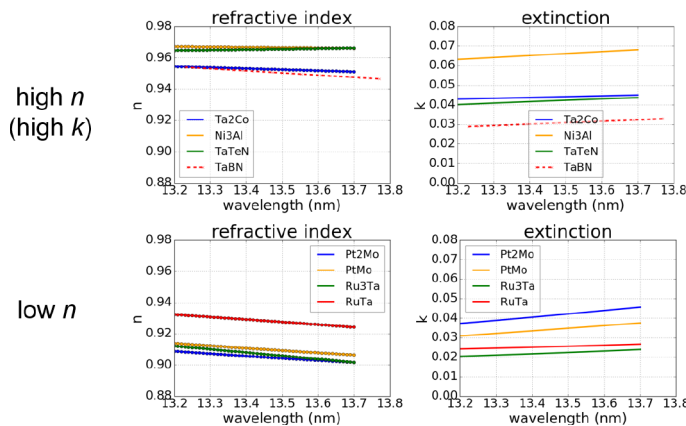 refractive index
extinction
high n
(high k)
0.98
0.96
0.94
0.92
0.90
0.88
n
Ta2Co
Ni3Al
TaTeN
TaBN
13.2 13.3 13.4 13.5 13.6 13.7 13.8
wavelength (nm)
0.08
0.07
0.06
0.05
0.04
0.03
0.02
0.01
0.00
k
Ta2Co
Ni3Al
TaTeN
TaBN
13.2 13.3 13.4 13.5 13.6 13.7 13.8
wavelength (nm)
low n
refractive index
0.98
0.96
0.94
0.92
0.90
0.88
n
Pt2Mo
PtMo
Ru3Ta
RuTa
13.2 13.3 13.4 13.5 13.6 13.7 13.8
wavelength (nm)
extinction
0.08
0.07
0.06
0.05
0.04
0.03
0.02
0.01
0.00
k
Pt2Mo
PtMo
Ru3Ta
RuTa
13.2 13.3 13.4 13.5 13.6 13.7 13.8
wavelength (nm)